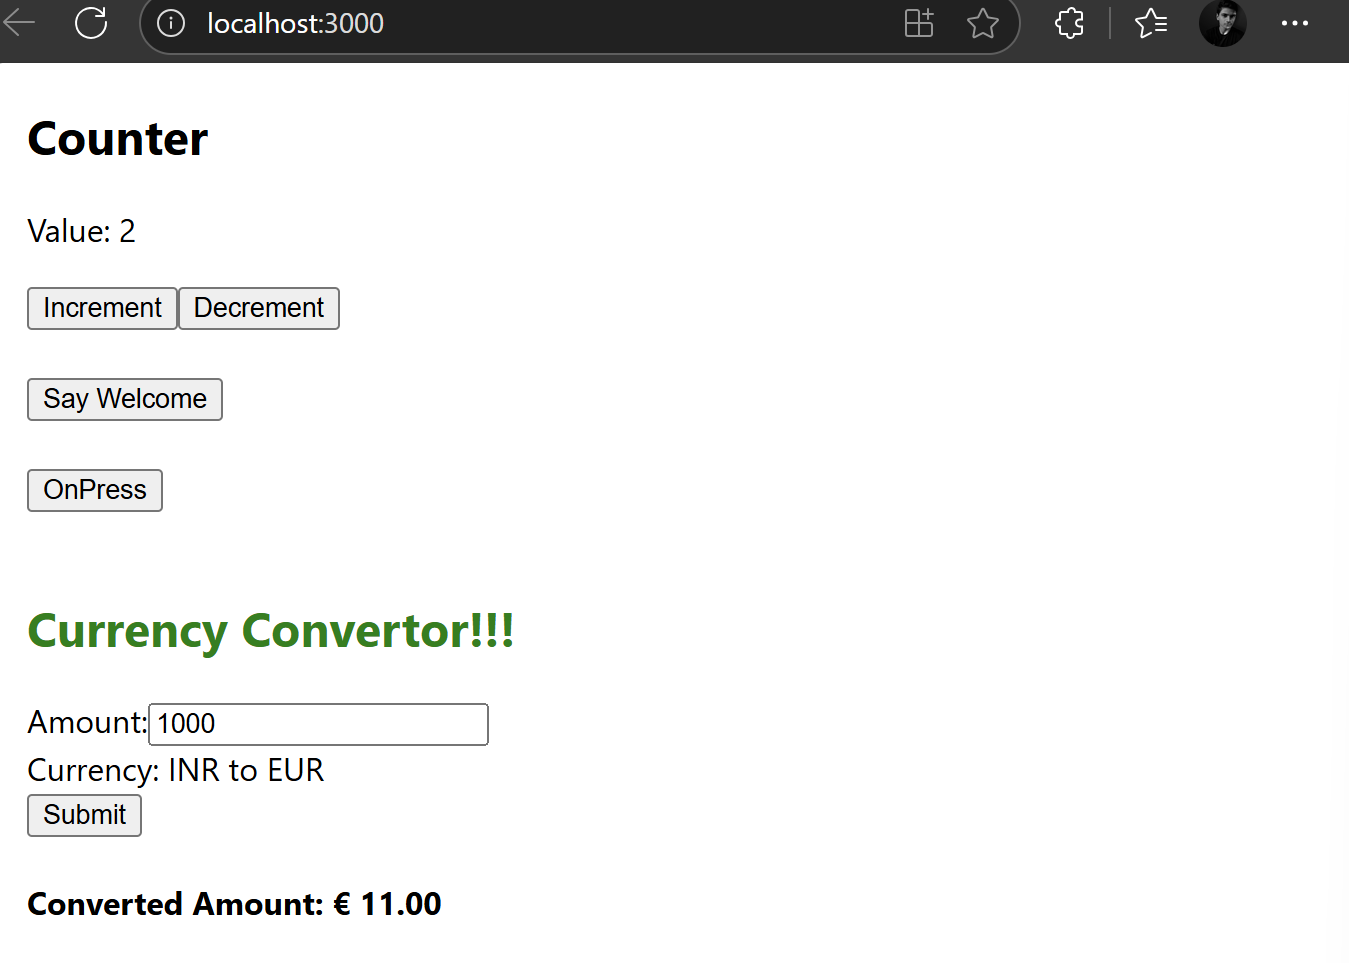 localhost:3000
Counter
Value: 2
Increment Decrement
Say Welcome
OnPress
Currency Convertor!!!
Amount: 1000
Currency: INR to EUR
Submit
Converted Amount: € 11.00